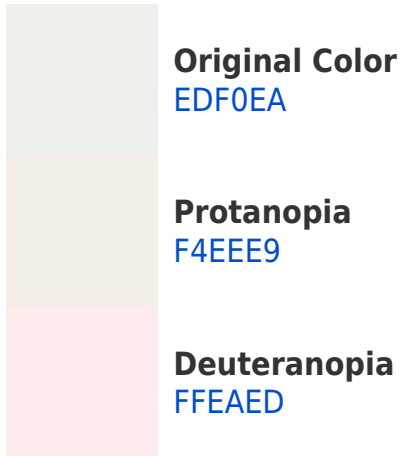 Original Color
EDF0EA
Protanopia
F4EEE9
Deuteranopia
FFEAED